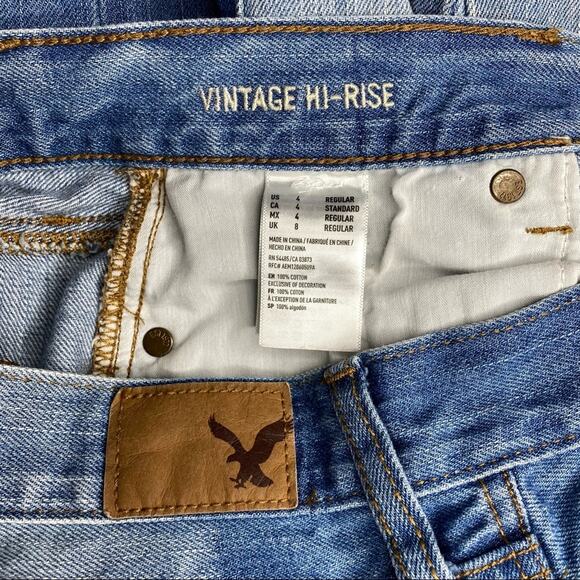 VINTAGE HI-RISE
US 4 REGULAR
CA 4 STANDARD
MX 4 REGULAR
UK 8 REGULAR
MADE IN CHINA / FABRIQUÉ EN CHINE /
HECHO EN CHINA
RN 54485/CA 03873
RFC# AEM12060509A
EN 100% COTTON
EXCLUSIVE OF DECORATION
FR 100% COTON
À L'EXCEPTION DE LA GARNITURE
SP 100% algodón